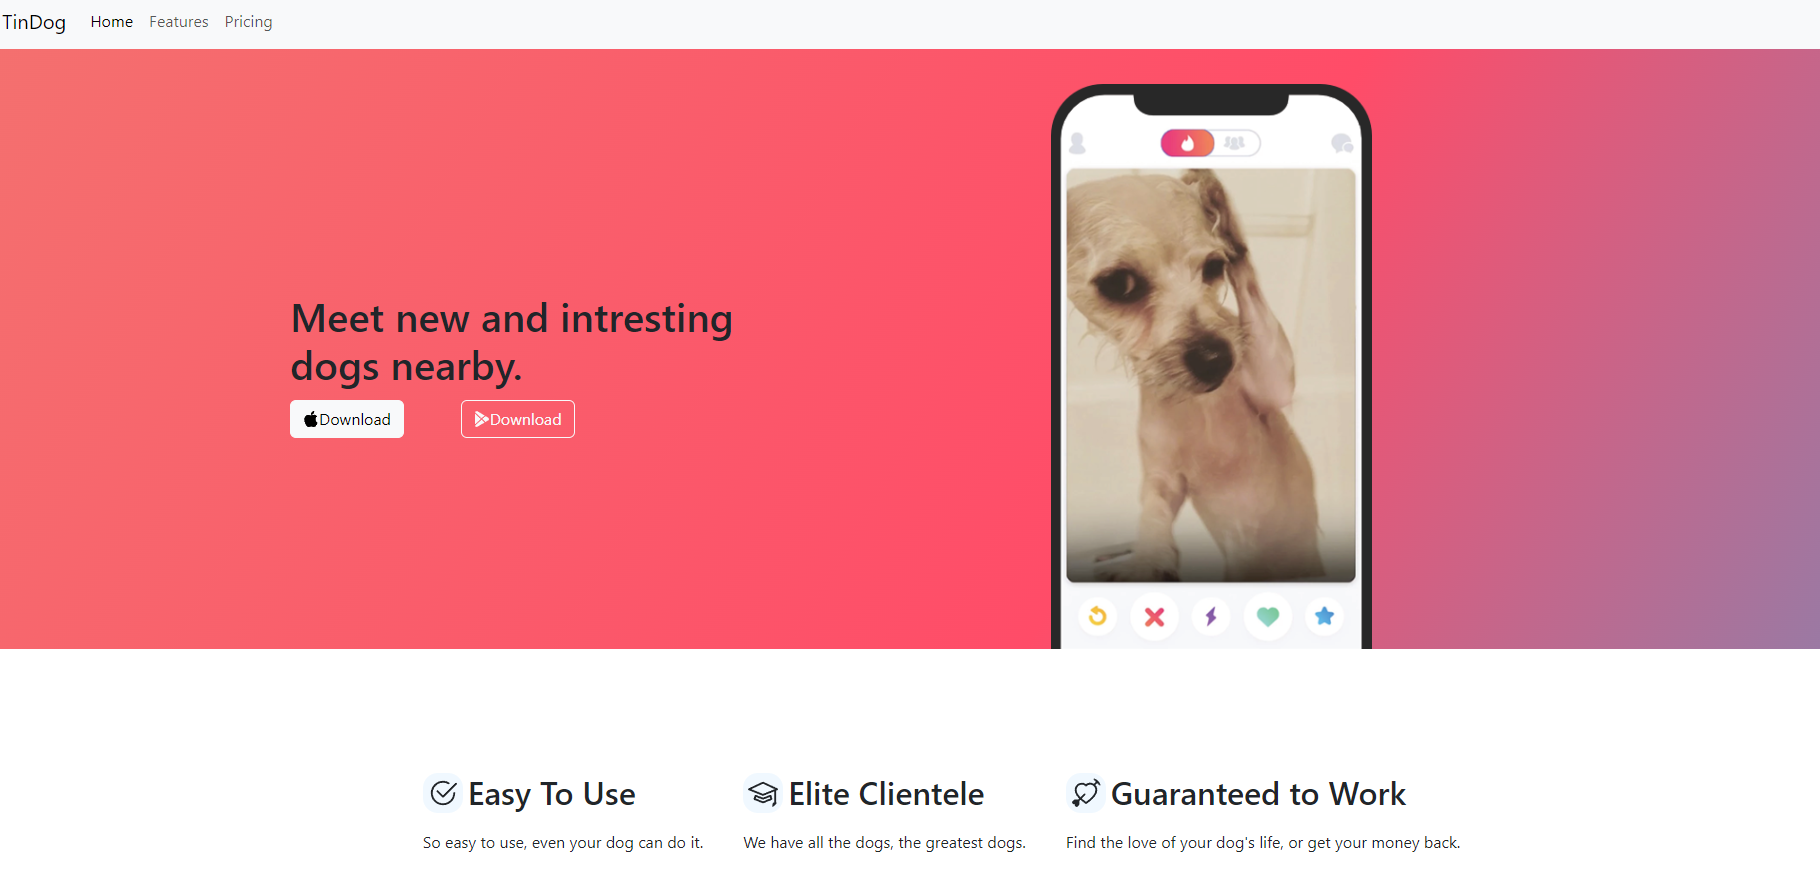 TinDog Home Features Pricing
Meet new and intresting
dogs nearby.
Download Download
Easy To Use
So easy to use, even your dog can do it.
Elite Clientele
We have all the dogs, the greatest dogs.
Guaranteed to Work
Find the love of your dog's life, or get your money back.